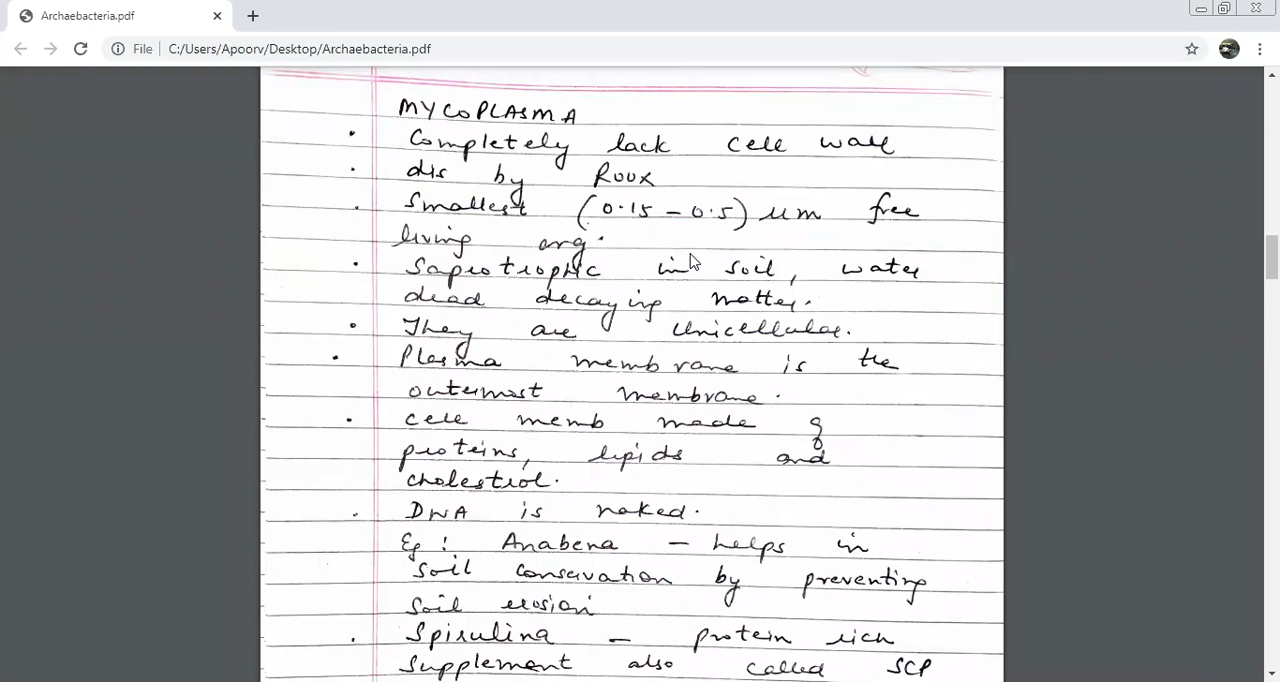 Archaebacteria.pdf
File | C:/Users/Apoorv/Desktop/Archaebacteria.pdf
MYCOPLASMA
• Completely lack cell wall
• dis by Roux
• Smallest (0.15 - 0.5) um free
living org.
• Saprotrophic in soil, water
dead decaying matter.
• They are Unicellular.
• Plasma membrane is the
outermost membrane.
• cell memb made of
proteins, lipids and
cholestrol.
• DNA is naked.
Eg : Anabena - helps in
soil conservation by preventing
soil erosion
• Spirulina - protein rich
supplement also called SCP